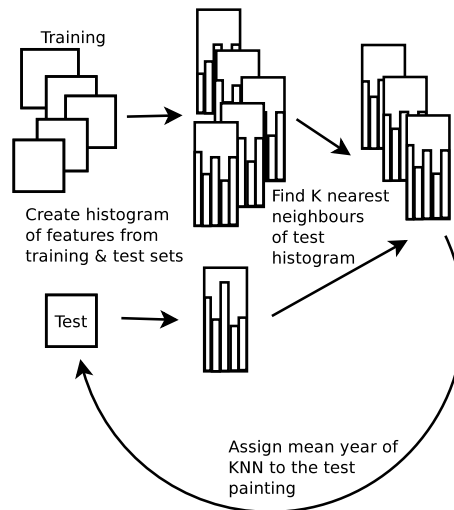 Training
Create histogram
of features from
training & test sets
Find K nearest
neighbours
of test
histogram
Test
Assign mean year of
KNN to the test
painting